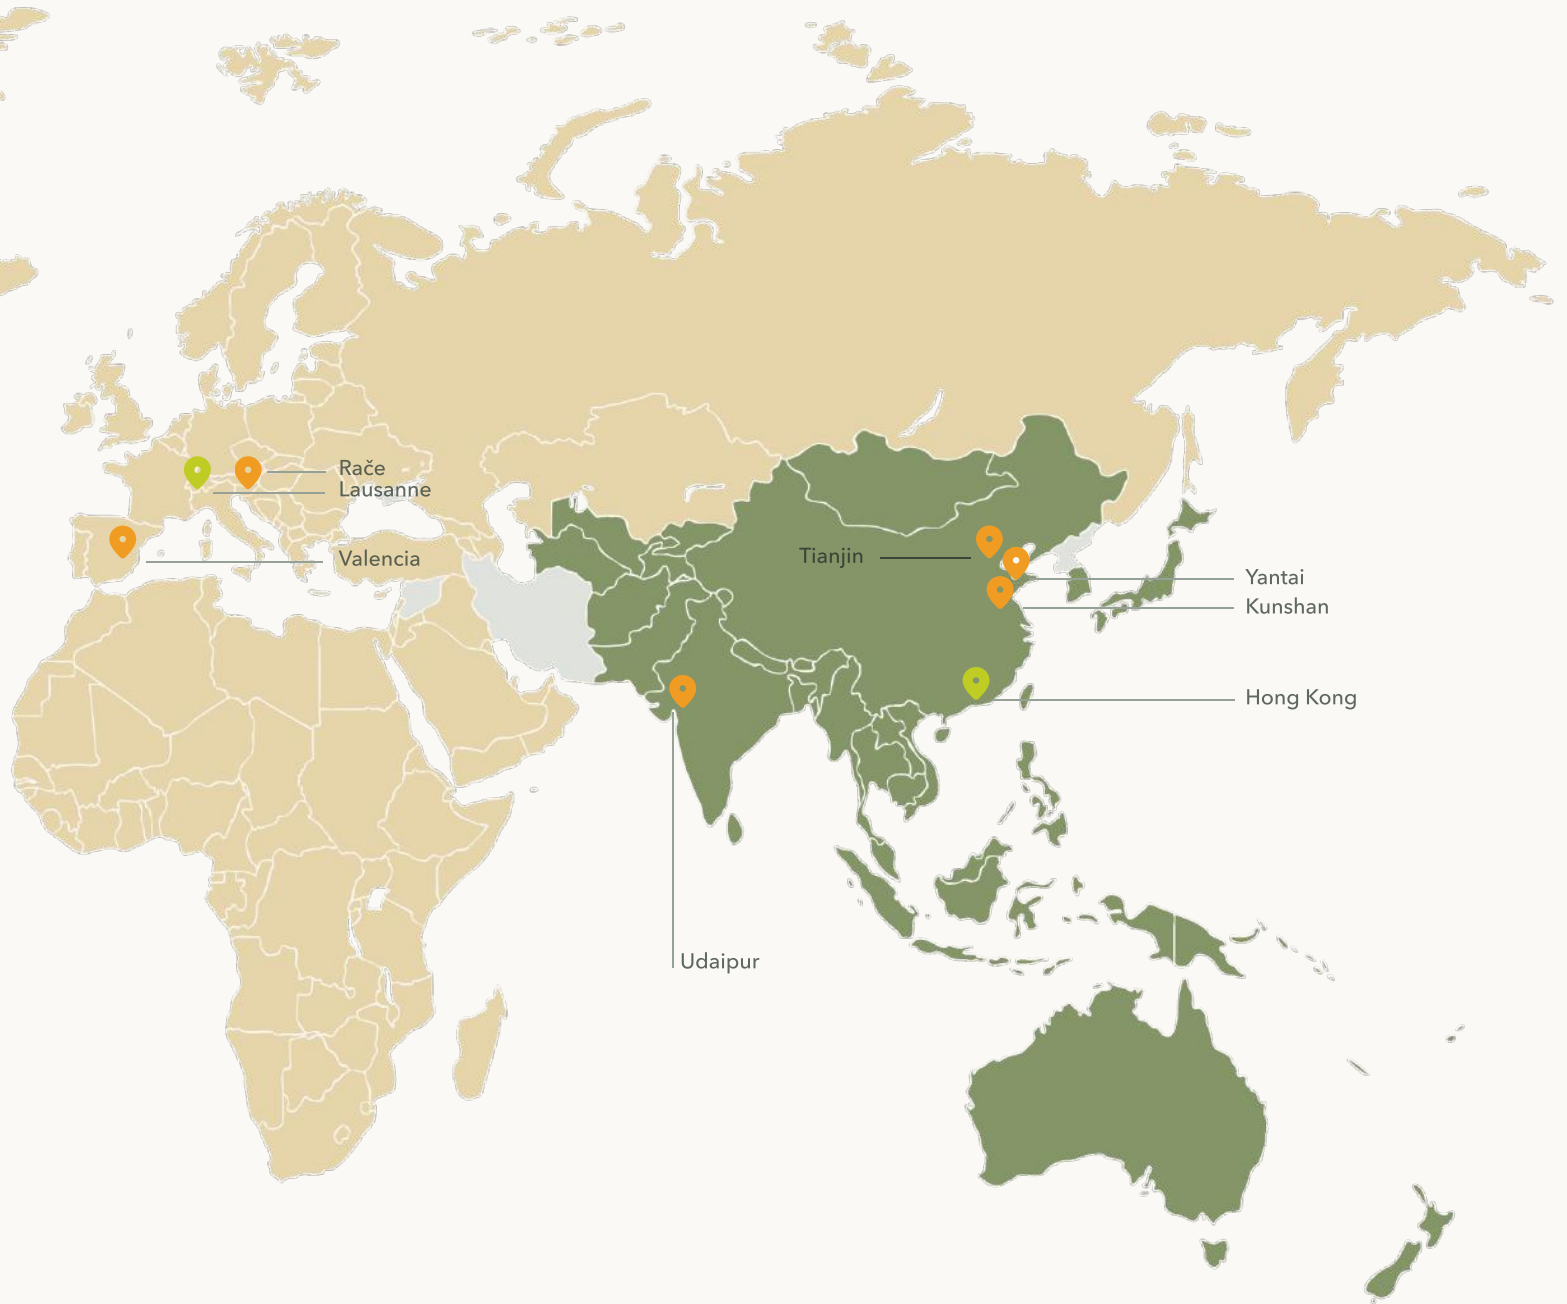 Rače
Lausanne
Valencia
Tianjin
Yantai
Kunshan
Hong Kong
Udaipur